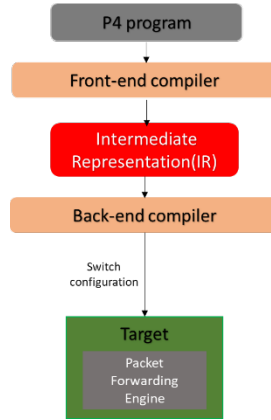 P4 program
Front-end compiler
Intermediate
Representation(IR)
Back-end compiler
Switch
configuration
Target
Packet
Forwarding
Engine